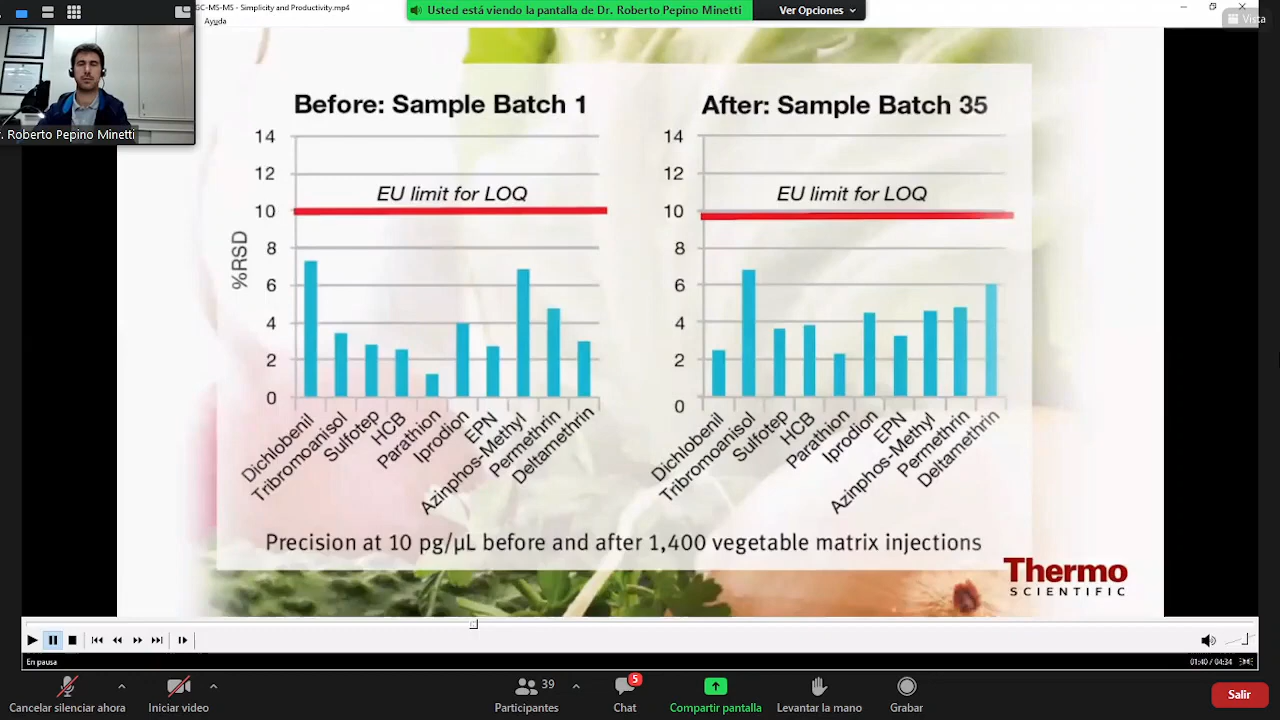 GC-MS-MS - Simplicity and Productivity.mp4
Usted está viendo la pantalla de Dr. Roberto Pepino Minetti
Ver Opciones
Ayuda
Vista
r. Roberto Pepino Minetti
Before: Sample Batch 1
14
12
10
8
6
4
2
0
%RSD
EU limit for LOQ
Dichlobenil
Tribromoanisol
Sulfotep
HCB
Parathion
Iprodion
EPN
Azinphos-Methyl
Permethrin
Deltamethrin
After: Sample Batch 35
14
12
10
8
6
4
2
0
EU limit for LOQ
Dichlobenil
Tribromoanisol
Sulfotep
HCB
Parathion
Iprodion
EPN
Azinphos-Methyl
Permethrin
Deltamethrin
Precision at 10 pg/µL before and after 1,400 vegetable matrix injections
Thermo
SCIENTIFIC
En pausa
01:40 / 04:34
Cancelar silenciar ahora
Iniciar video
39
Participantes
5
Chat
Compartir pantalla
Levantar la mano
Grabar
Salir